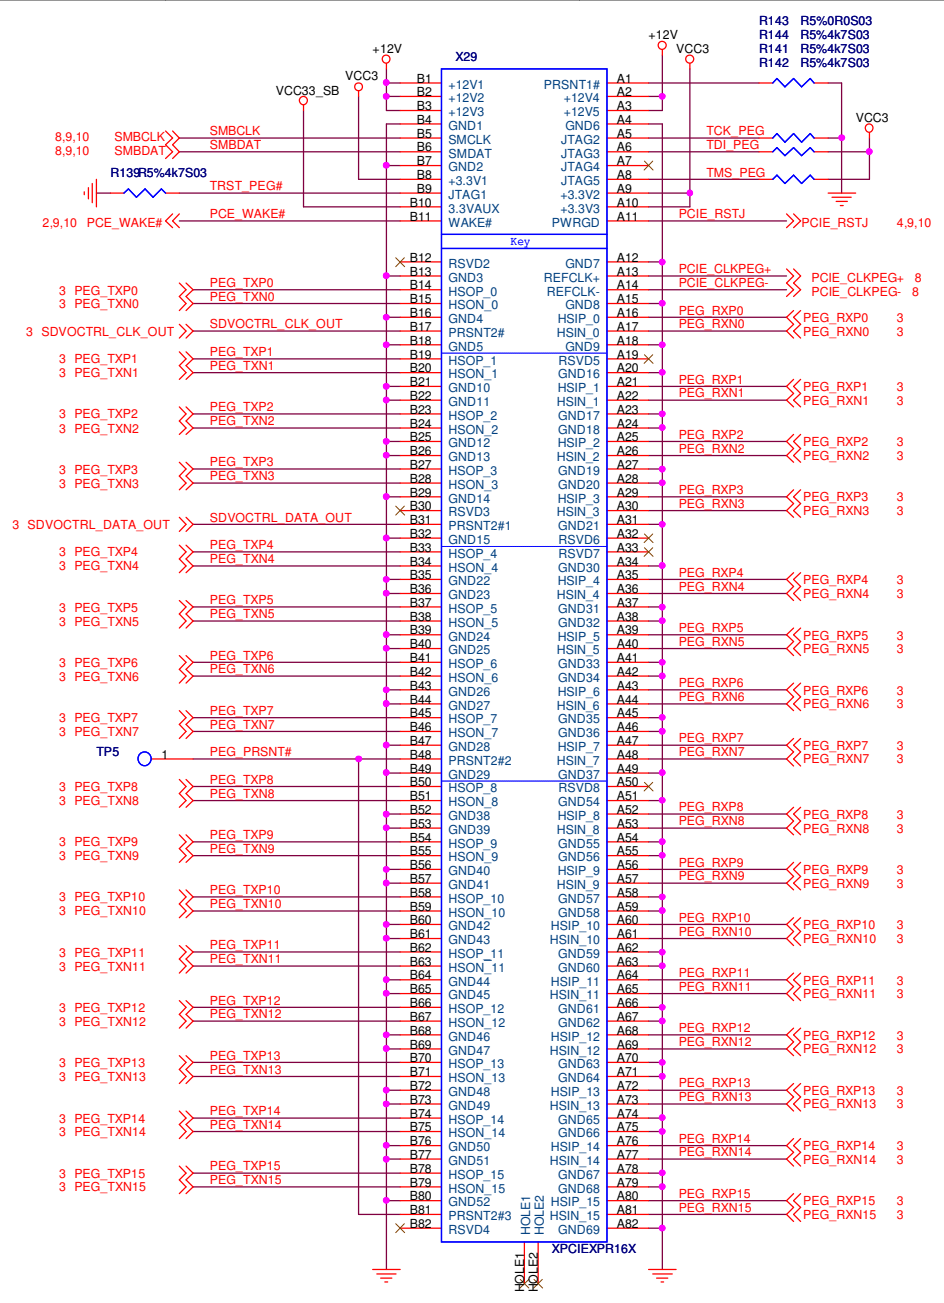 R143 R5%0R0S03
R144 R5%4k7S03
R141 R5%4k7S03
R142 R5%4k7S03
+12V X29 +12V
VCC3 VCC3
VCC33_SB
VCC3
B1 +12V1 PRSNT1# A1
B2 +12V2 +12V4 A2
B3 +12V3 +12V5 A3
B4 GND1 GND6 A4
8,9,10 SMBCLK SMBCLK B5 SMCLK JTAG2 A5 TCK_PEG
8,9,10 SMBDAT SMBDAT B6 SMDAT JTAG3 A6 TDI_PEG
B7 GND2 JTAG4 A7
R139R5%4k7S03 B8 +3.3V1 JTAG5 A8 TMS_PEG
TRST_PEG# B9 JTAG1 +3.3V2 A9
B10 3.3VAUX +3.3V3 A10
2,9,10 PCE_WAKE# PCE_WAKE# B11 WAKE# PWRGD A11 PCIE_RSTJ PCIE_RSTJ 4,9,10
Key
B12 RSVD2 GND7 A12
B13 GND3 REFCLK+ A13 PCIE_CLKPEG+ PCIE_CLKPEG+ 8
3 PEG_TXP0 PEG_TXP0 B14 HSOP_0 REFCLK- A14 PCIE_CLKPEG- PCIE_CLKPEG- 8
3 PEG_TXN0 PEG_TXN0 B15 HSON_0 GND8 A15
B16 GND4 HSIP_0 A16 PEG_RXP0 PEG_RXP0 3
3 SDVOCTRL_CLK_OUT SDVOCTRL_CLK_OUT B17 PRSNT2# HSIN_0 A17 PEG_RXN0 PEG_RXN0 3
B18 GND5 GND9 A18
3 PEG_TXP1 PEG_TXP1 B19 HSOP_1 RSVD5 A19
3 PEG_TXN1 PEG_TXN1 B20 HSON_1 GND16 A20
B21 GND10 HSIP_1 A21 PEG_RXP1 PEG_RXP1 3
B22 GND11 HSIN_1 A22 PEG_RXN1 PEG_RXN1 3
3 PEG_TXP2 PEG_TXP2 B23 HSOP_2 GND17 A23
3 PEG_TXN2 PEG_TXN2 B24 HSON_2 GND18 A24
B25 GND12 HSIP_2 A25 PEG_RXP2 PEG_RXP2 3
B26 GND13 HSIN_2 A26 PEG_RXN2 PEG_RXN2 3
3 PEG_TXP3 PEG_TXP3 B27 HSOP_3 GND19 A27
3 PEG_TXN3 PEG_TXN3 B28 HSON_3 GND20 A28
B29 GND14 HSIP_3 A29 PEG_RXP3 PEG_RXP3 3
B30 RSVD3 HSIN_3 A30 PEG_RXN3 PEG_RXN3 3
3 SDVOCTRL_DATA_OUT SDVOCTRL_DATA_OUT B31 PRSNT2#1 GND21 A31
B32 GND15 RSVD6 A32
3 PEG_TXP4 PEG_TXP4 B33 HSOP_4 RSVD7 A33
3 PEG_TXN4 PEG_TXN4 B34 HSON_4 GND30 A34
B35 GND22 HSIP_4 A35 PEG_RXP4 PEG_RXP4 3
B36 GND23 HSIN_4 A36 PEG_RXN4 PEG_RXN4 3
3 PEG_TXP5 PEG_TXP5 B37 HSOP_5 GND31 A37
3 PEG_TXN5 PEG_TXN5 B38 HSON_5 GND32 A38
B39 GND24 HSIP_5 A39 PEG_RXP5 PEG_RXP5 3
B40 GND25 HSIN_5 A40 PEG_RXN5 PEG_RXN5 3
3 PEG_TXP6 PEG_TXP6 B41 HSOP_6 GND33 A41
3 PEG_TXN6 PEG_TXN6 B42 HSON_6 GND34 A42
B43 GND26 HSIP_6 A43 PEG_RXP6 PEG_RXP6 3
B44 GND27 HSIN_6 A44 PEG_RXN6 PEG_RXN6 3
3 PEG_TXP7 PEG_TXP7 B45 HSOP_7 GND35 A45
3 PEG_TXN7 PEG_TXN7 B46 HSON_7 GND36 A46
B47 GND28 HSIP_7 A47 PEG_RXP7 PEG_RXP7 3
TP5 1 PEG_PRSNT# B48 PRSNT2#2 HSIN_7 A48 PEG_RXN7 PEG_RXN7 3
B49 GND29 GND37 A49
3 PEG_TXP8 PEG_TXP8 B50 HSOP_8 RSVD8 A50
3 PEG_TXN8 PEG_TXN8 B51 HSON_8 GND54 A51
B52 GND38 HSIP_8 A52 PEG_RXP8 PEG_RXP8 3
B53 GND39 HSIN_8 A53 PEG_RXN8 PEG_RXN8 3
3 PEG_TXP9 PEG_TXP9 B54 HSOP_9 GND55 A54
3 PEG_TXN9 PEG_TXN9 B55 HSON_9 GND56 A55
B56 GND40 HSIP_9 A56 PEG_RXP9 PEG_RXP9 3
B57 GND41 HSIN_9 A57 PEG_RXN9 PEG_RXN9 3
3 PEG_TXP10 PEG_TXP10 B58 HSOP_10 GND57 A58
3 PEG_TXN10 PEG_TXN10 B59 HSON_10 GND58 A59
B60 GND42 HSIP_10 A60 PEG_RXP10 PEG_RXP10 3
B61 GND43 HSIN_10 A61 PEG_RXN10 PEG_RXN10 3
3 PEG_TXP11 PEG_TXP11 B62 HSOP_11 GND59 A62
3 PEG_TXN11 PEG_TXN11 B63 HSON_11 GND60 A63
B64 GND44 HSIP_11 A64 PEG_RXP11 PEG_RXP11 3
B65 GND45 HSIN_11 A65 PEG_RXN11 PEG_RXN11 3
3 PEG_TXP12 PEG_TXP12 B66 HSOP_12 GND61 A66
3 PEG_TXN12 PEG_TXN12 B67 HSON_12 GND62 A67
B68 GND46 HSIP_12 A68 PEG_RXP12 PEG_RXP12 3
B69 GND47 HSIN_12 A69 PEG_RXN12 PEG_RXN12 3
3 PEG_TXP13 PEG_TXP13 B70 HSOP_13 GND63 A70
3 PEG_TXN13 PEG_TXN13 B71 HSON_13 GND64 A71
B72 GND48 HSIP_13 A72 PEG_RXP13 PEG_RXP13 3
B73 GND49 HSIN_13 A73 PEG_RXN13 PEG_RXN13 3
3 PEG_TXP14 PEG_TXP14 B74 HSOP_14 GND65 A74
3 PEG_TXN14 PEG_TXN14 B75 HSON_14 GND66 A75
B76 GND50 HSIP_14 A76 PEG_RXP14 PEG_RXP14 3
B77 GND51 HSIN_14 A77 PEG_RXN14 PEG_RXN14 3
3 PEG_TXP15 PEG_TXP15 B78 HSOP_15 GND67 A78
3 PEG_TXN15 PEG_TXN15 B79 HSON_15 GND68 A79
B80 GND52 HSIP_15 A80 PEG_RXP15 PEG_RXP15 3
B81 PRSNT2#3 HSIN_15 A81 PEG_RXN15 PEG_RXN15 3
B82 RSVD4 HOLE1 HOLE2 GND69 A82
XPCIEXPR16X
HOLE1 HOLE2